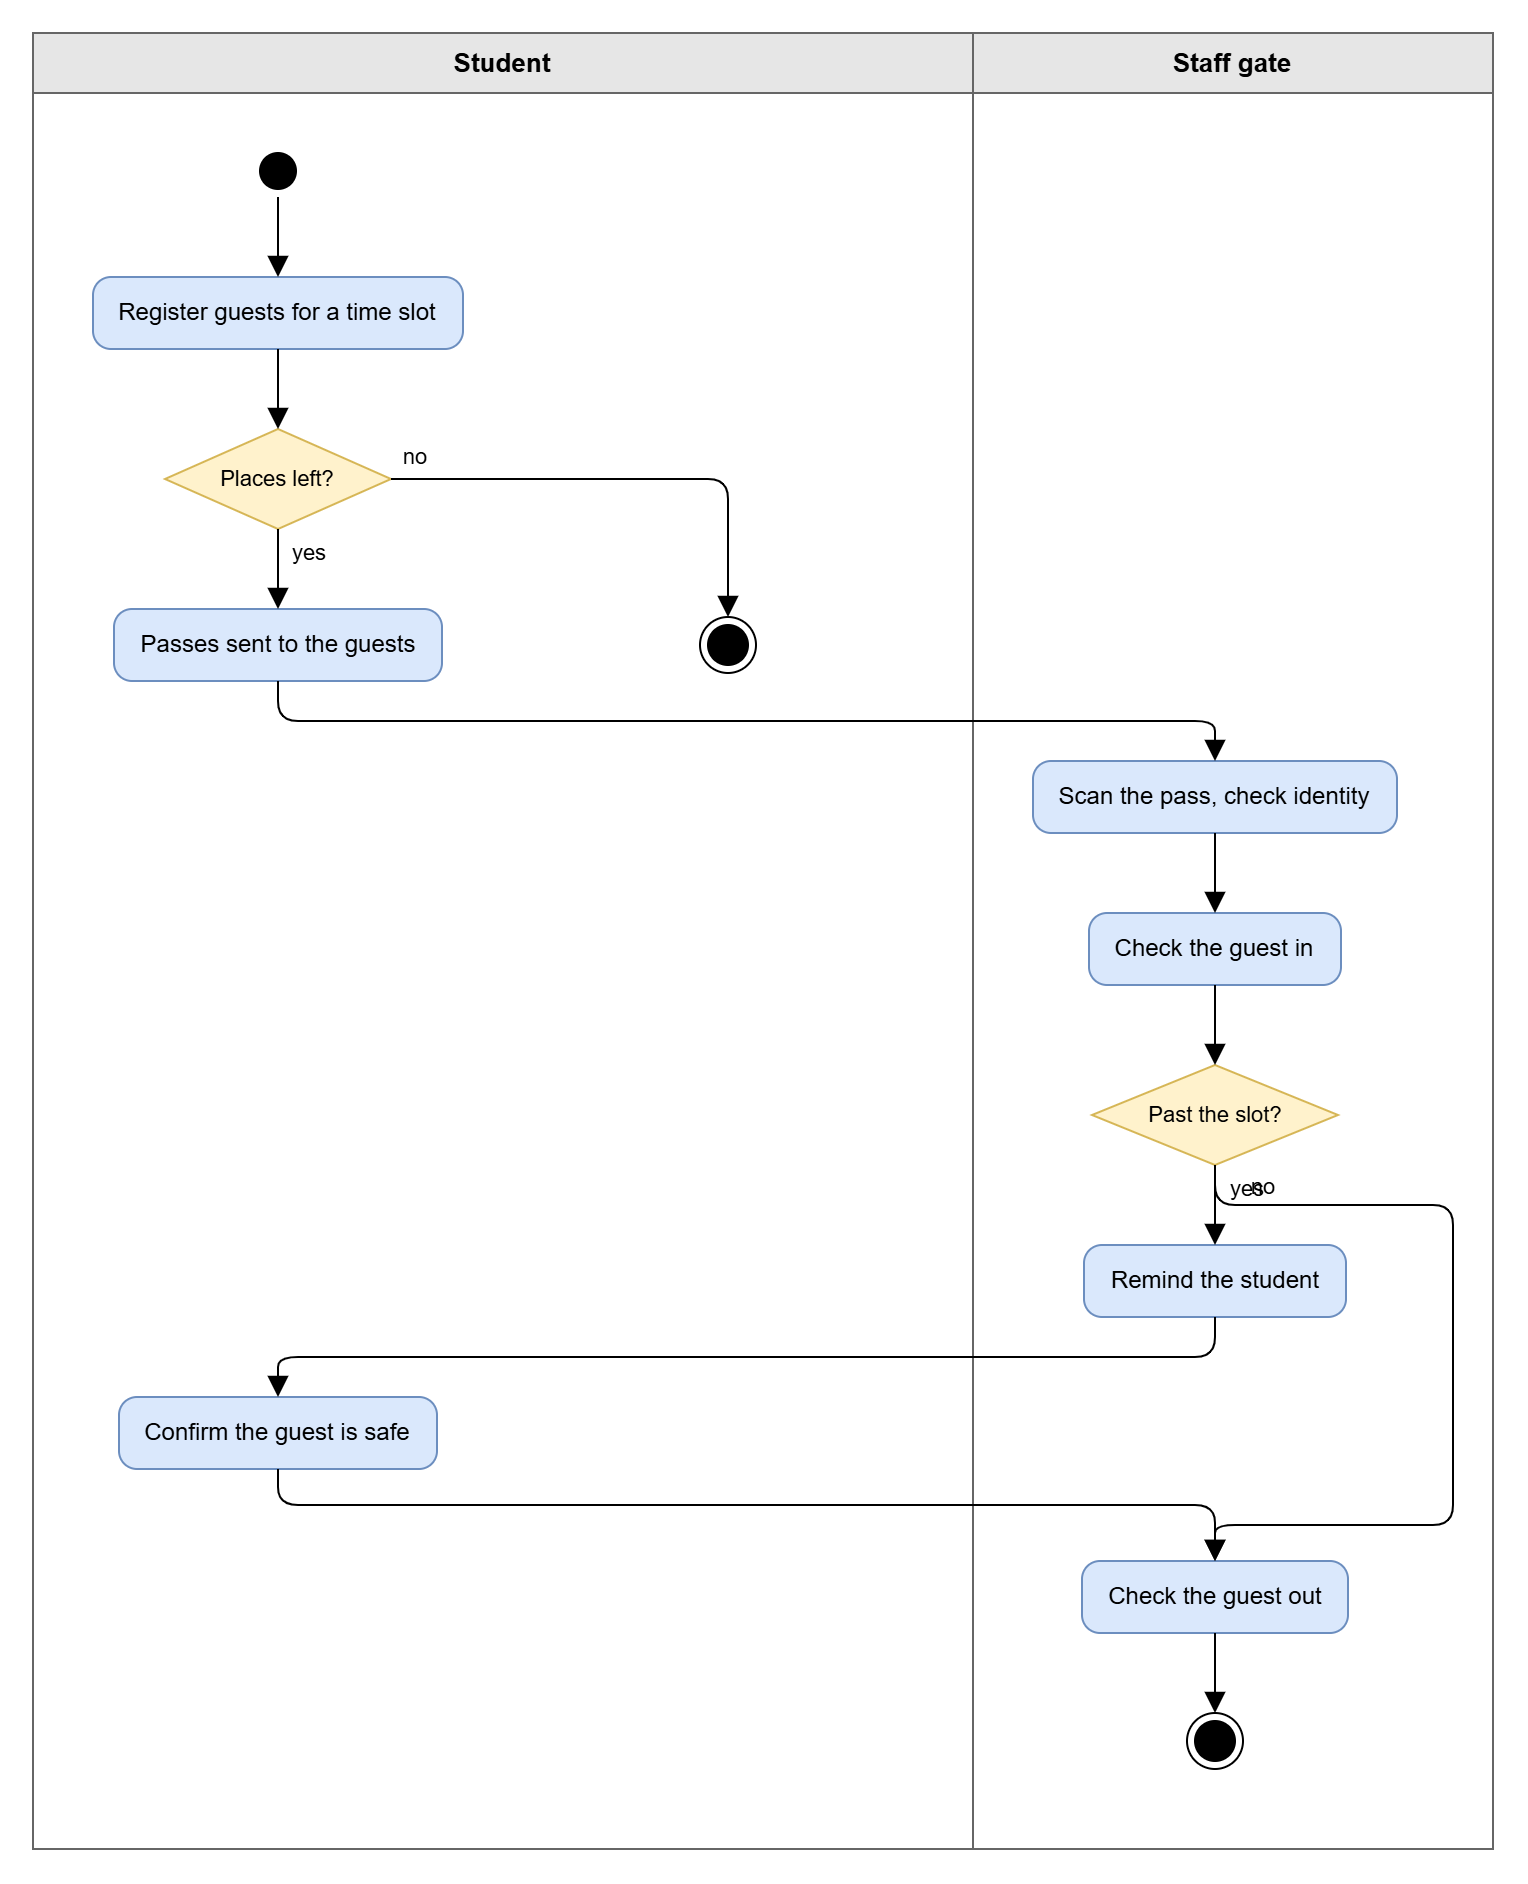 Student
Staff gate
Register guests for a time slot
Places left?
no
yes
Passes sent to the guests
Scan the pass, check identity
Check the guest in
Past the slot?
yes
no
Remind the student
Confirm the guest is safe
Check the guest out